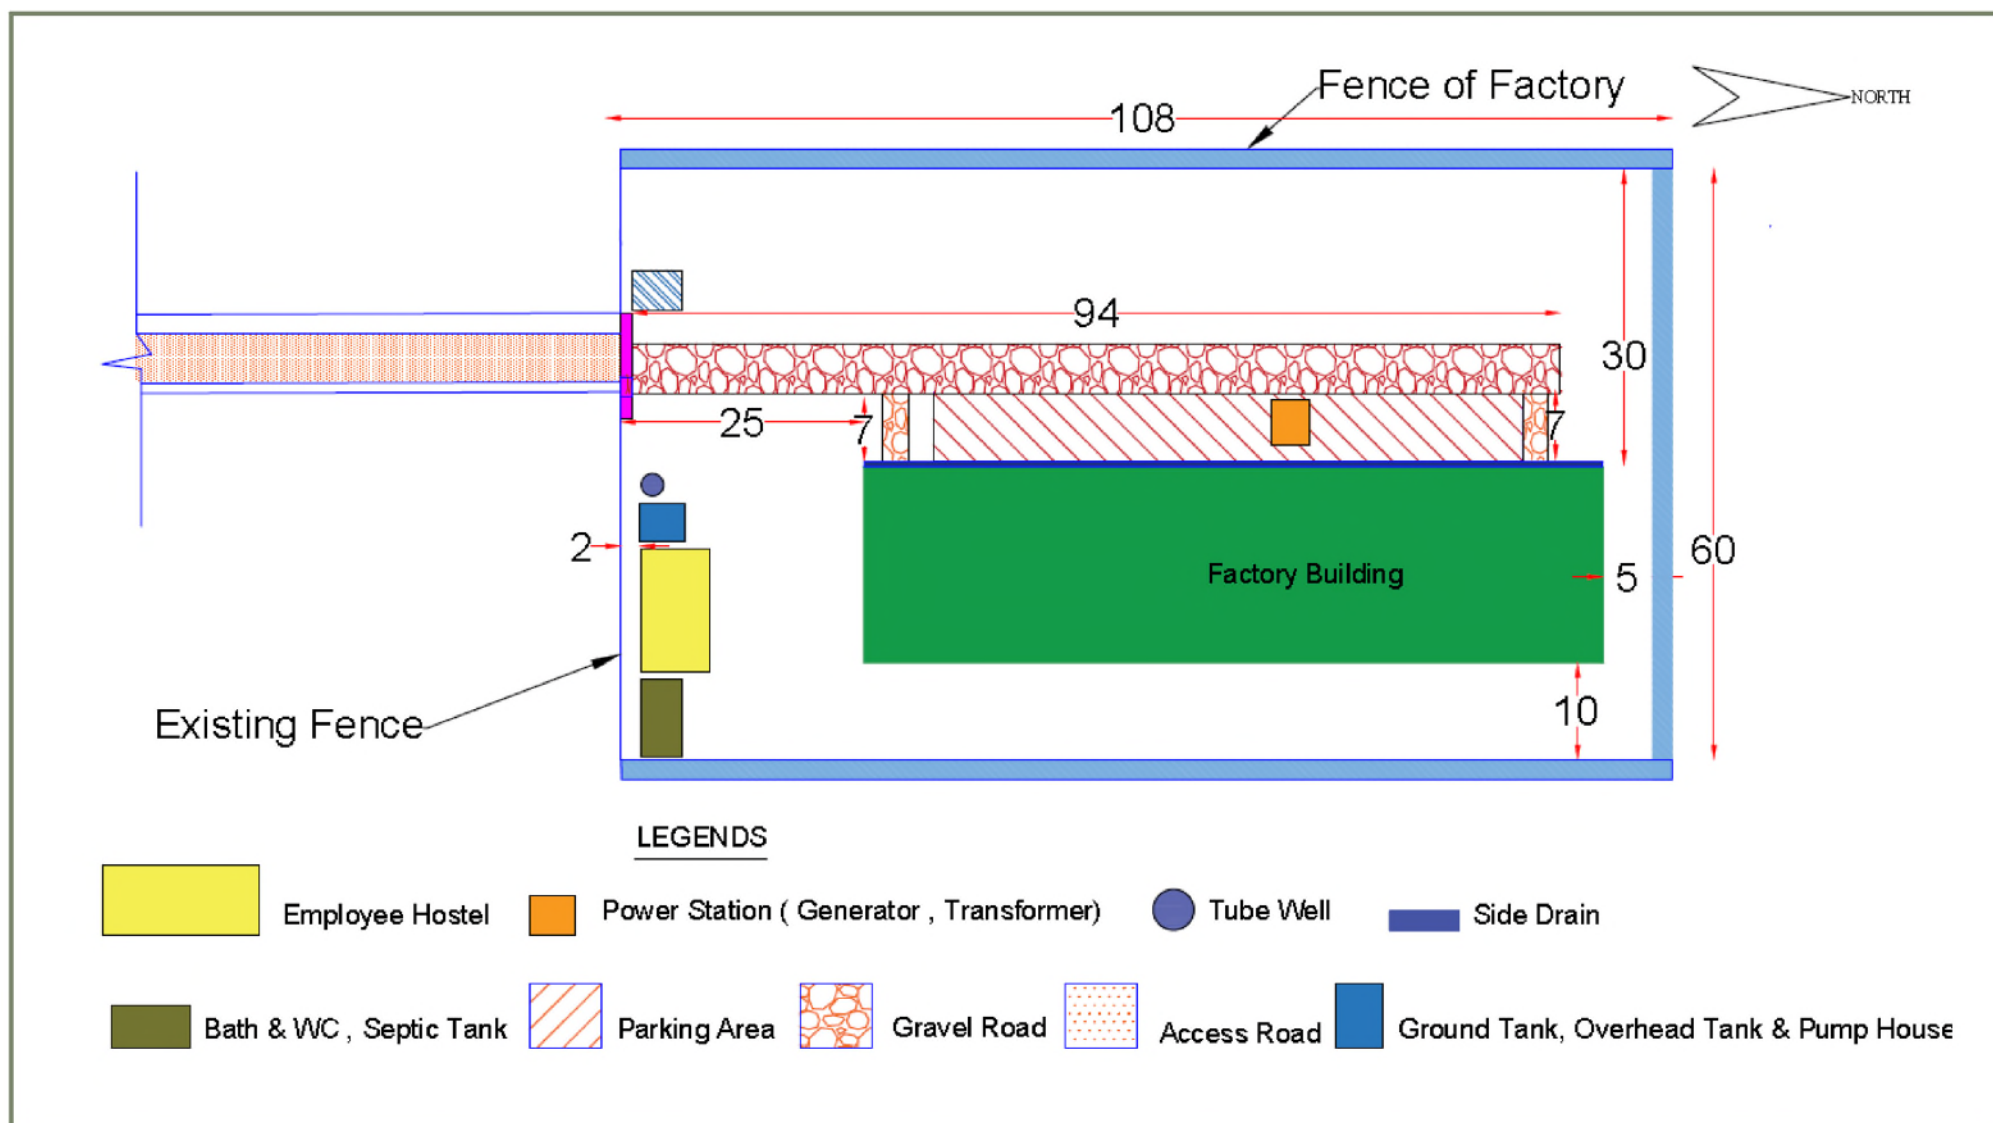 Fence of Factory
NORTH
108
94
30
25
7
7
2
60
Factory Building
5
Existing Fence
10
LEGENDS
Employee Hostel
Power Station ( Generator , Transformer)
Tube Well
Side Drain
Bath & WC , Septic Tank
Parking Area
Gravel Road
Access Road
Ground Tank, Overhead Tank & Pump House